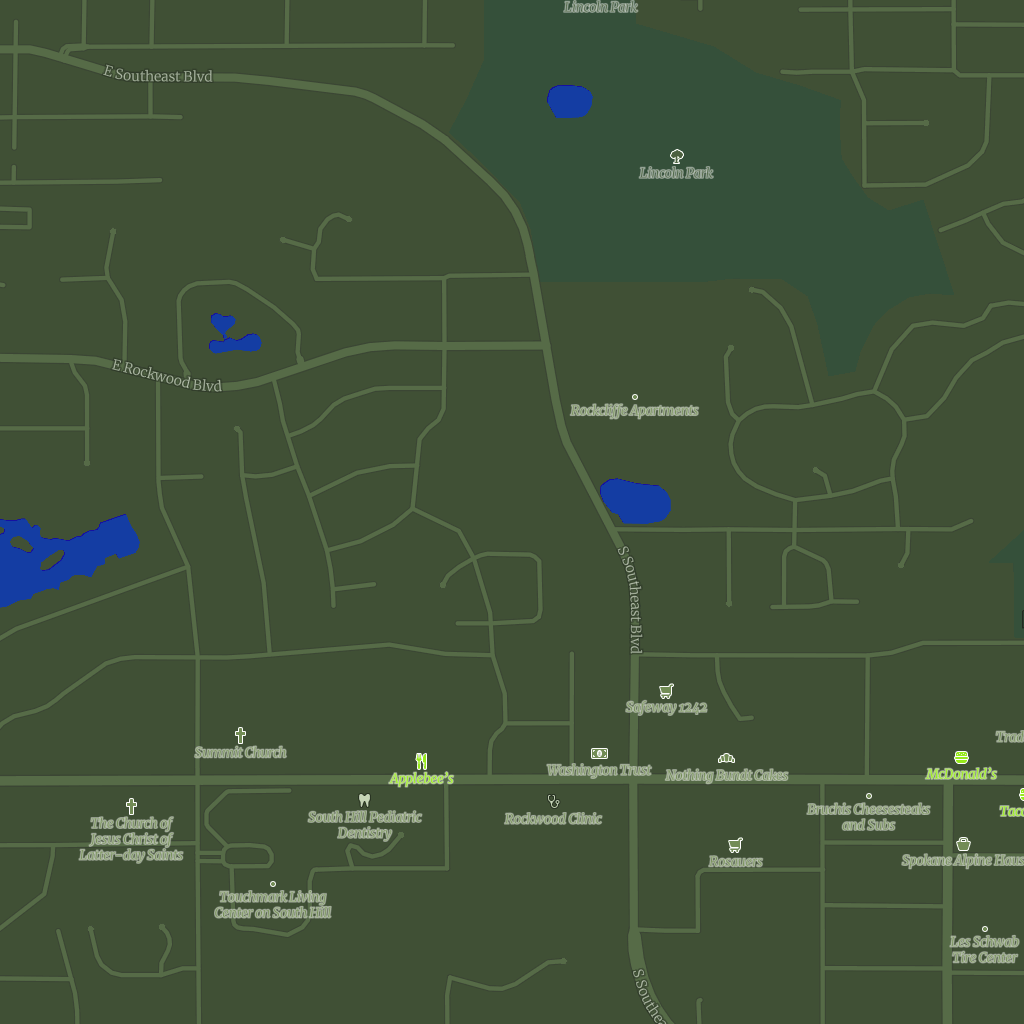 Lincoln Park
E Southeast Blvd
Lincoln Park
E Rockwood Blvd
Rockcliffe Apartments
S Southeast Blvd
Safeway 1242
Summit Church
Applebee's
Washington Trust
Nothing Bundt Cakes
McDonald's
The Church of
Jesus Christ of
Latter-day Saints
South Hill Pediatric
Dentistry
Rockwood Clinic
Bruchis Cheesesteaks
and Subs
Rosauers
Spokane Alpine Haus
Touchmark Living
Center on South Hill
Les Schwab
Tire Center